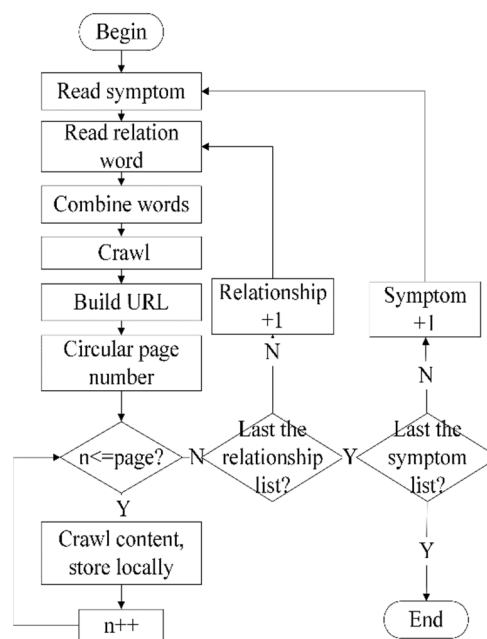 Begin
Read symptom
Read relation
word
Combine words
Crawl
Build URL
Circular page
number
Relationship
+1
Symptom
+1
N
N
n<=page?
N
Last the
relationship
list?
Y
Last the
symptom
list?
Y
Y
Crawl content,
store locally
n++
End